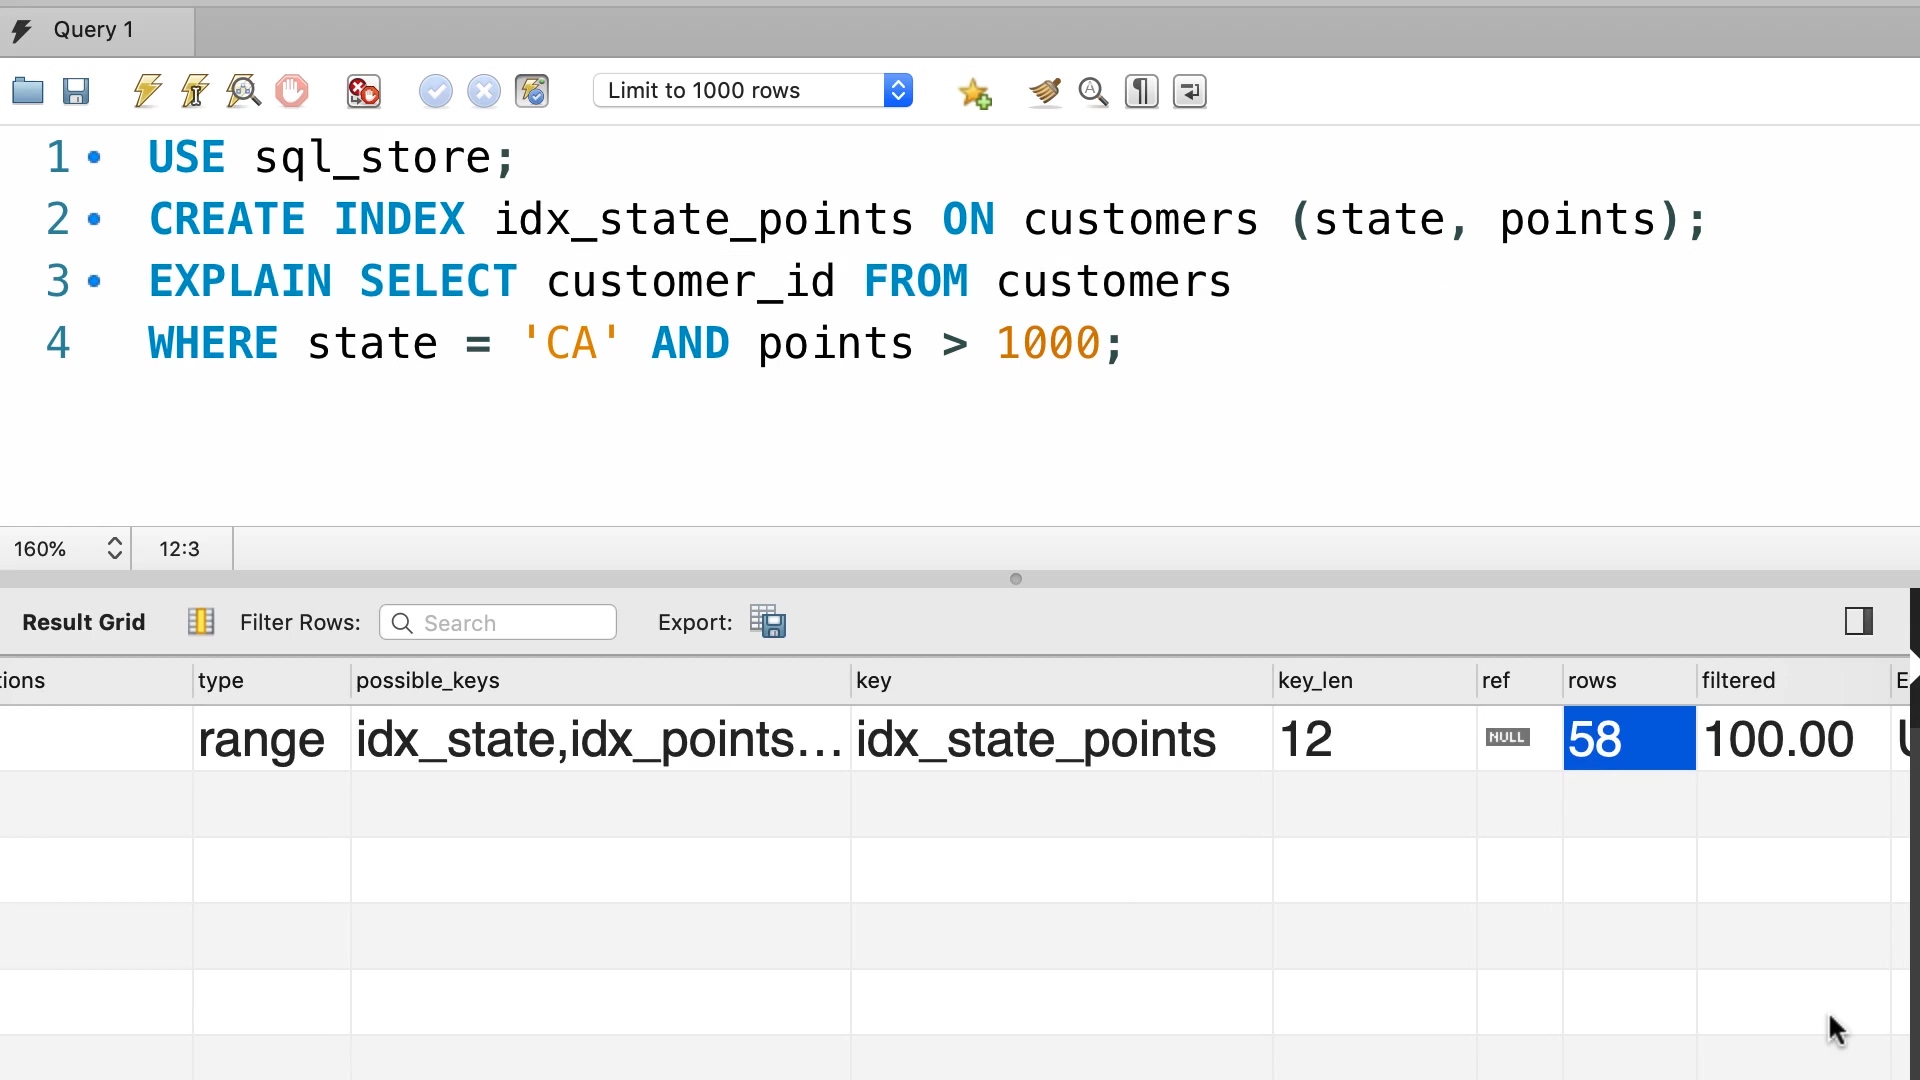 Query 1
Limit to 1000 rows
1 USE sql_store;
2 CREATE INDEX idx_state_points ON customers (state, points);
3 EXPLAIN SELECT customer_id FROM customers
4 WHERE state = 'CA' AND points > 1000;
160% 12:3
Result Grid Filter Rows: Search Export:
tions type possible_keys key key_len ref rows filtered E
range idx_state,idx_points... idx_state_points 12 NULL 58 100.00